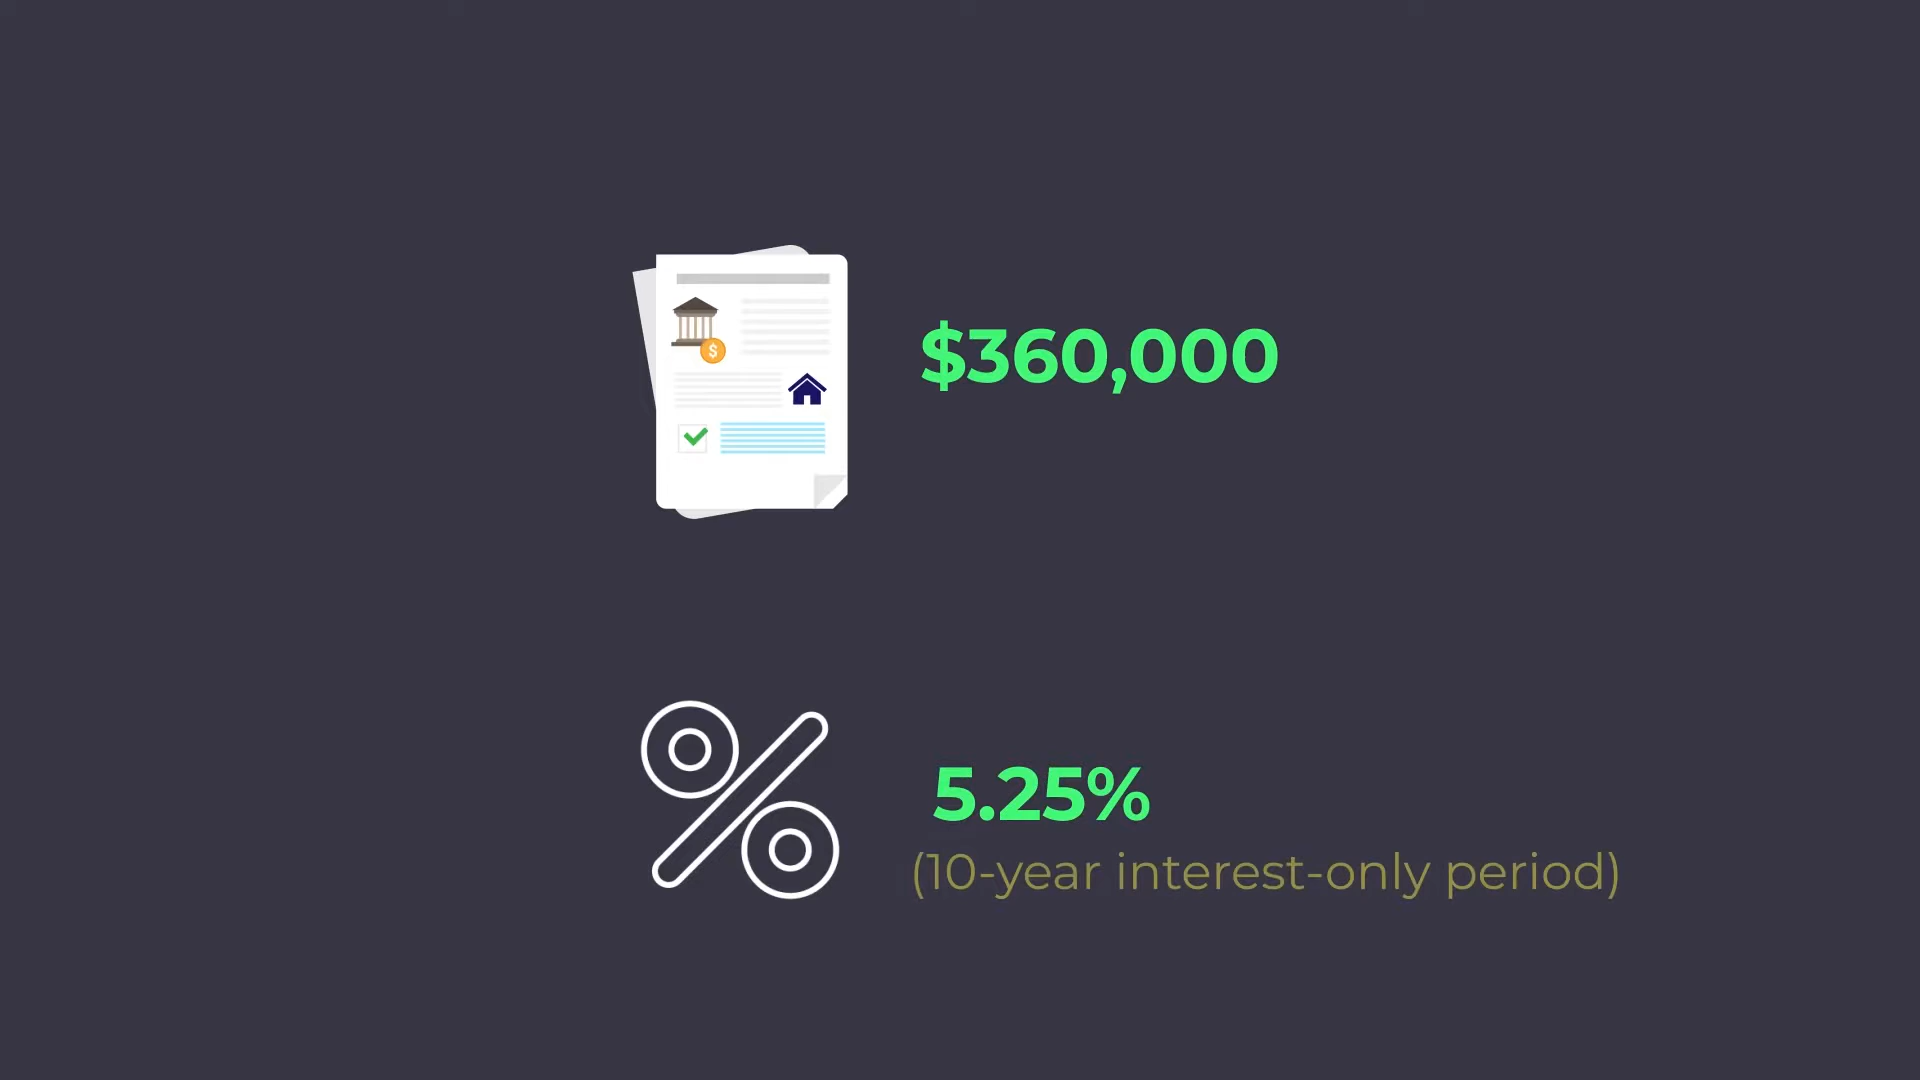 $360,000
$
5.25%
(10-year interest-only period)